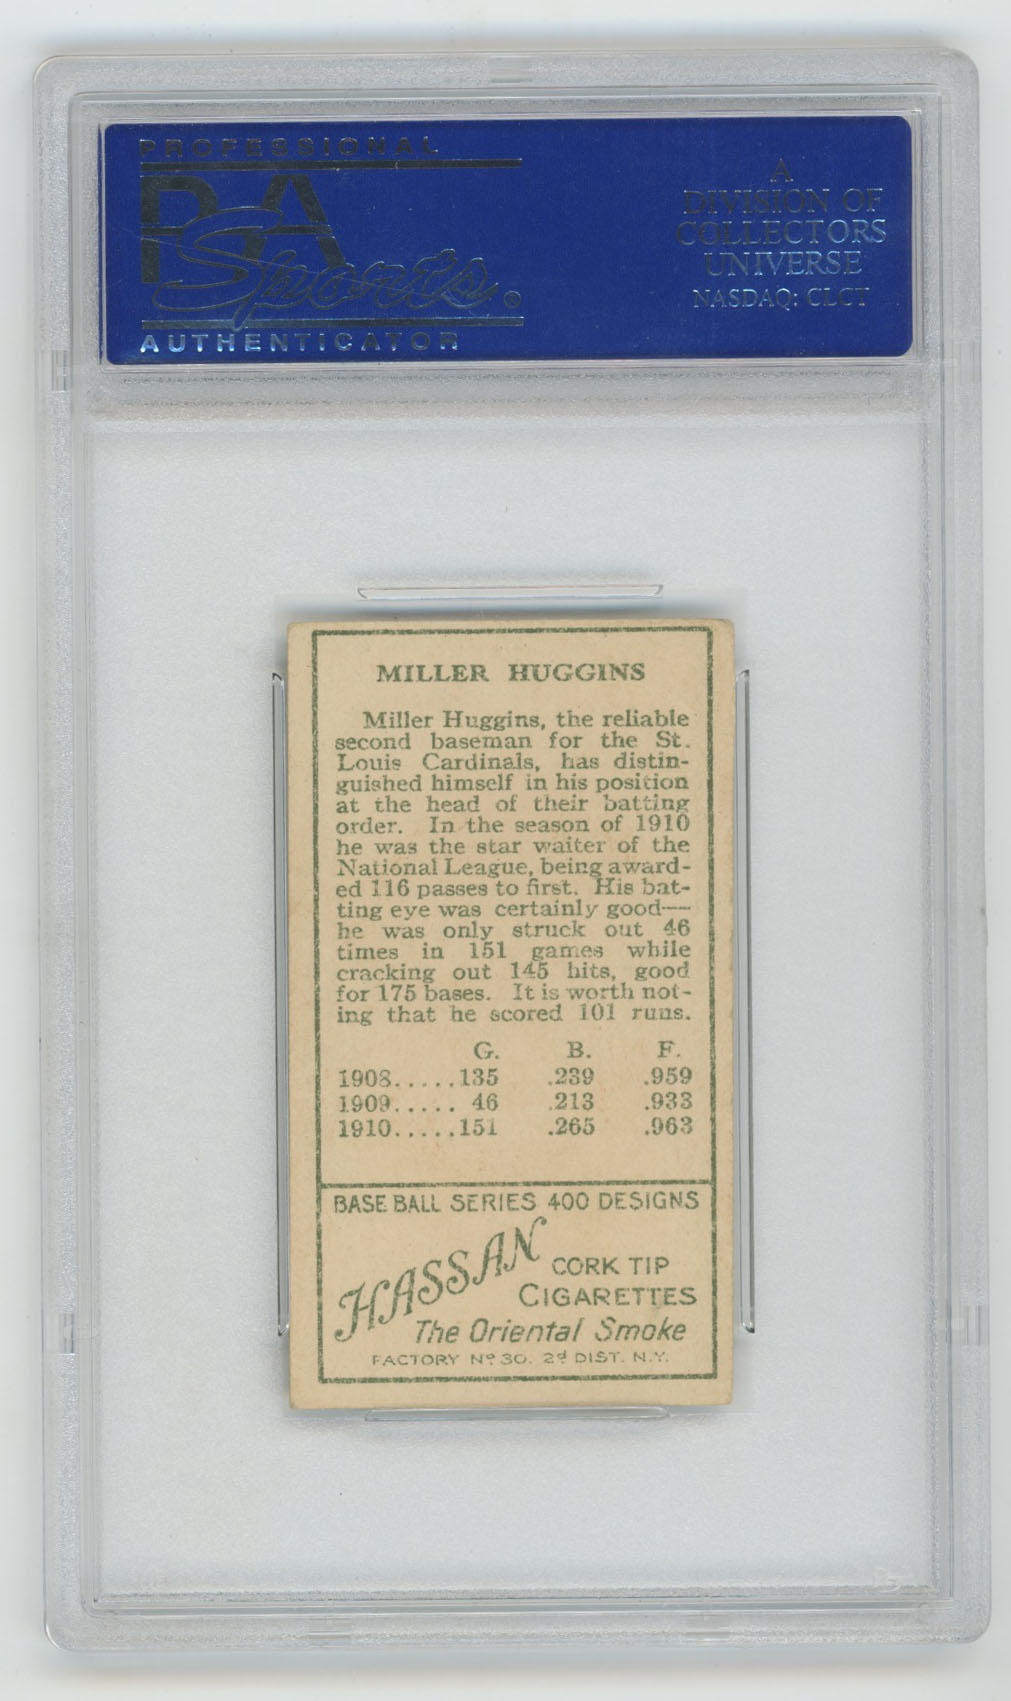 PROFESSIONAL
PSA
Sports
AUTHENTICATOR
A
DIVISION OF
COLLECTORS
UNIVERSE
NASDAQ: CLCT
MILLER HUGGINS
Miller Huggins, the reliable
second baseman for the St.
Louis Cardinals, has distin-
guished himself in his position
at the head of their batting
order. In the season of 1910
he was the star waiter of the
National League, being award-
ed 116 passes to first. His bat-
ting eye was certainly good—
he was only struck out 46
times in 151 games while
cracking out 145 hits, good
for 175 bases. It is worth not-
ing that he scored 101 runs.
G. B. F.
1908.....135 .239 .959
1909..... 46 .213 .933
1910.....151 .265 .963
BASE BALL SERIES 400 DESIGNS
HASSAN
CORK TIP
CIGARETTES
The Oriental Smoke
FACTORY Nº 30. 2d DIST. N.Y.